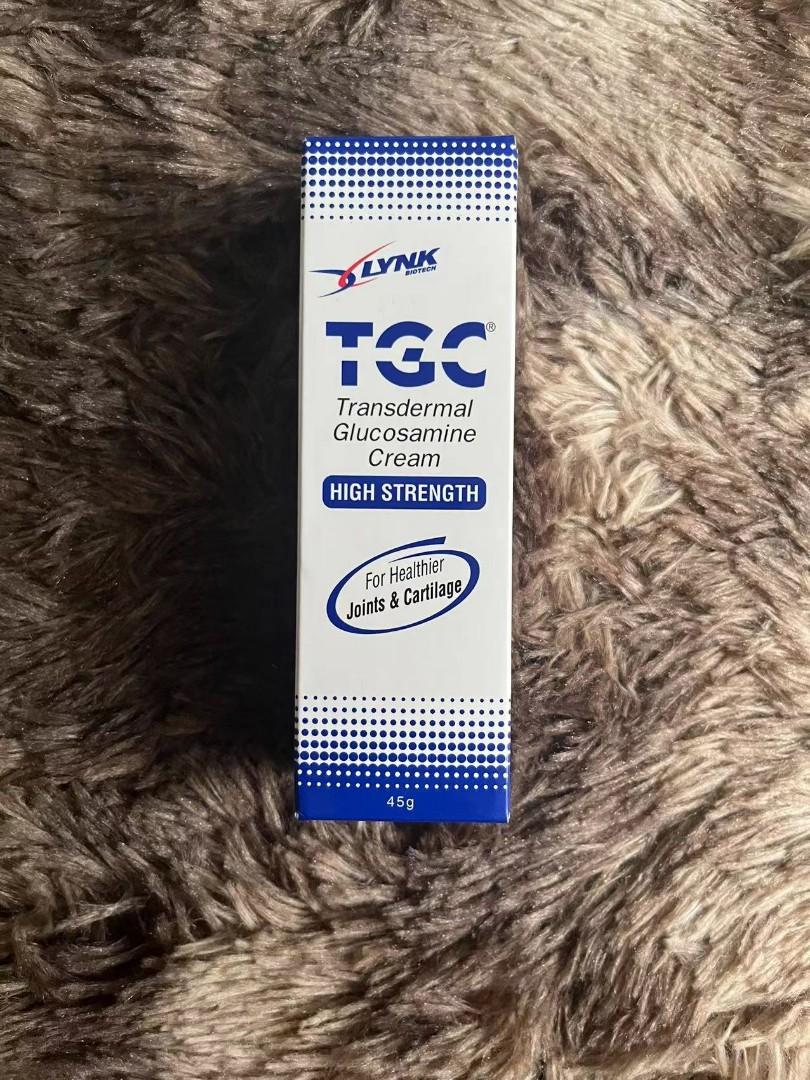 LYNK
BIOTECH
TGC®
Transdermal
Glucosamine
Cream
HIGH STRENGTH
For Healthier
Joints & Cartilage
45g